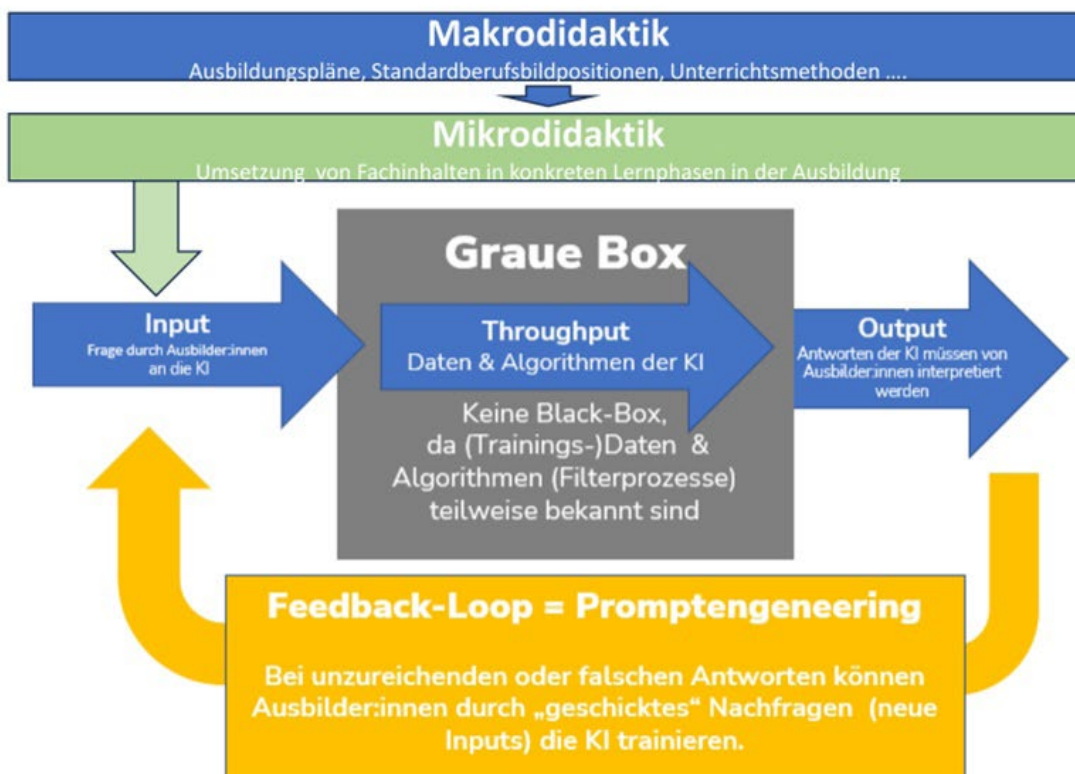 Makrodidaktik
Ausbildungspläne, Standardberufsbildpositionen, Unterrichtsmethoden ....
Mikrodidaktik
Umsetzung von Fachinhalten in konkreten Lernphasen in der Ausbildung
Graue Box
Input
Frage durch Ausbilder:innen
an die KI
Throughput
Daten & Algorithmen der KI
Keine Black-Box,
da (Trainings-)Daten &
Algorithmen (Filterprozesse)
teilweise bekannt sind
Output
Antworten der KI müssen von
Ausbilder:innen interpretiert
werden
Feedback-Loop = Promptengeneering
Bei unzureichenden oder falschen Antworten können
Ausbilder:innen durch „geschicktes“ Nachfragen (neue
Inputs) die KI trainieren.